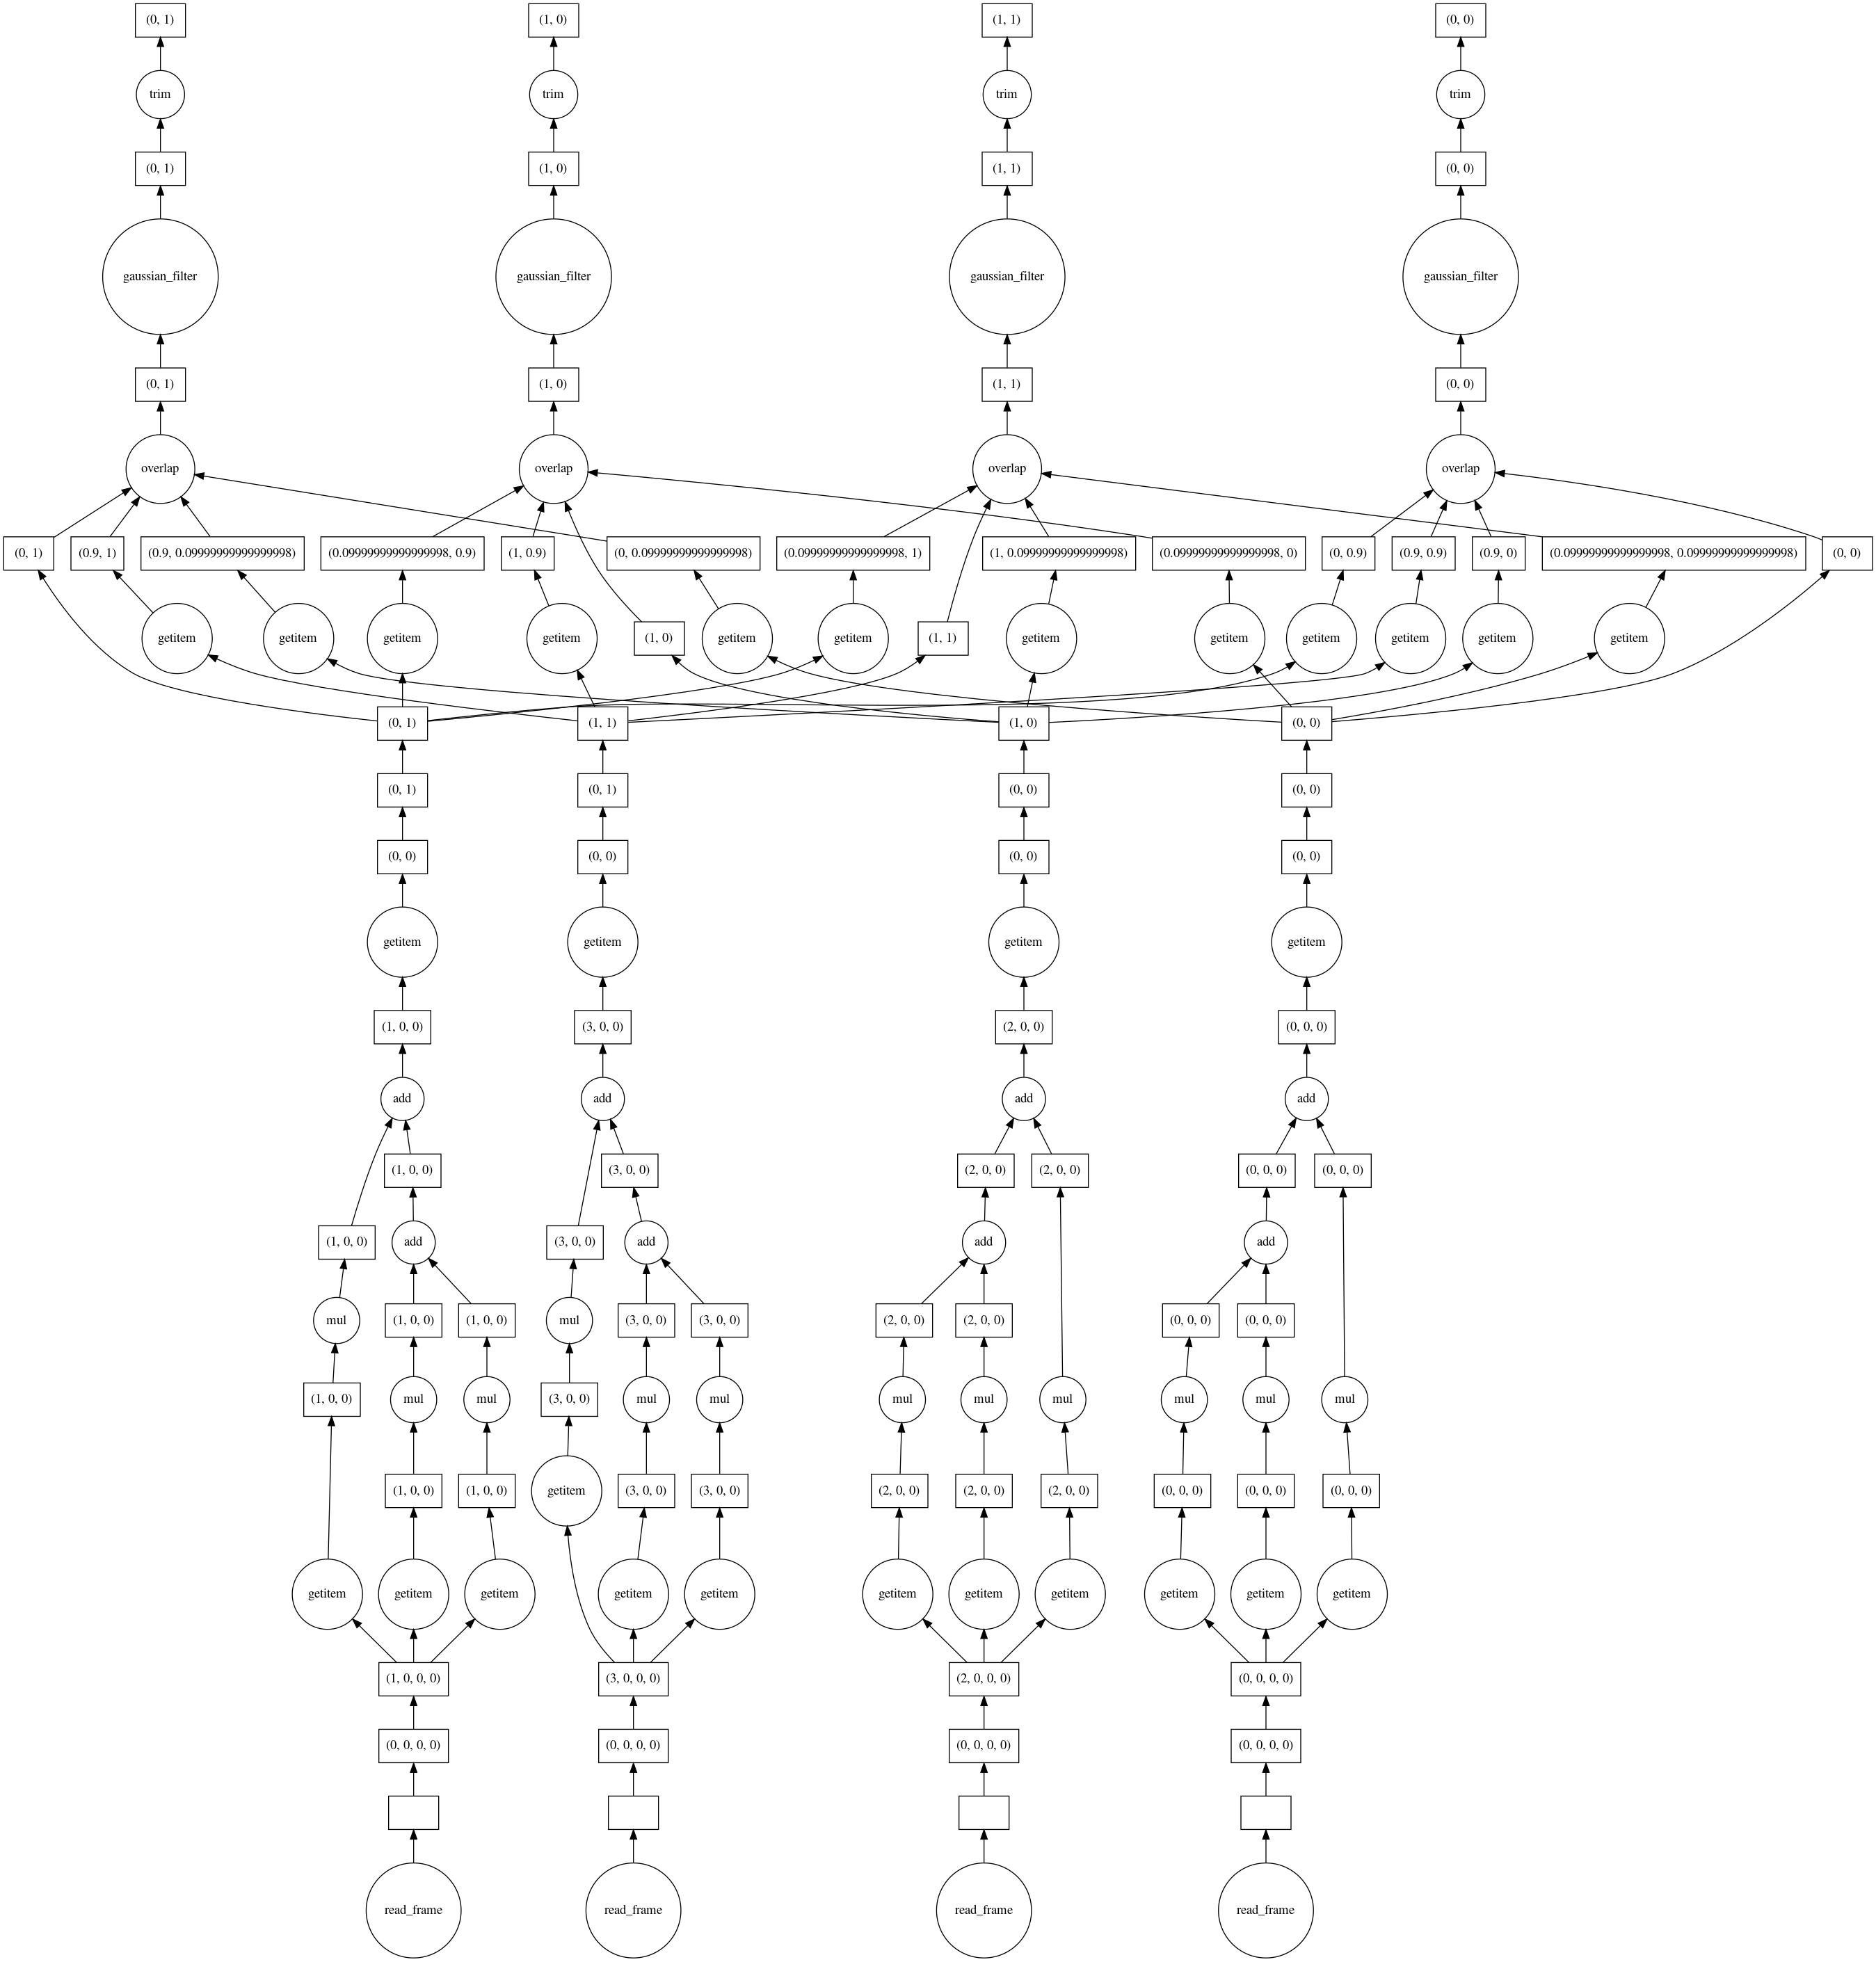 (0, 1) (1, 0) (1, 1) (0, 0)
trim trim trim trim
(0, 1) (1, 0) (1, 1) (0, 0)
gaussian_filter gaussian_filter gaussian_filter gaussian_filter
(0, 1) (1, 0) (1, 1) (0, 0)
overlap overlap overlap overlap
(0, 1) (0.9, 1) (0.9, 0.09999999999999998) (0.09999999999999998, 0.9) (1, 0.9) (0, 0.09999999999999998) (0.09999999999999998, 1) (1, 0.09999999999999998) (0.09999999999999998, 0) (0, 0.9) (0.9, 0.9) (0.9, 0) (0.09999999999999998, 0.09999999999999998) (0, 0)
getitem getitem getitem getitem (1, 0) getitem getitem (1, 1) getitem getitem getitem getitem getitem getitem
(0, 1) (1, 1) (1, 0) (0, 0)
(0, 1) (0, 1) (0, 0) (0, 0)
(0, 0) (0, 0) (0, 0) (0, 0)
getitem getitem getitem getitem
(1, 0, 0) (3, 0, 0) (2, 0, 0) (0, 0, 0)
add add add add
(1, 0, 0) (3, 0, 0) (2, 0, 0) (2, 0, 0) (0, 0, 0) (0, 0, 0)
(1, 0, 0) add (3, 0, 0) add add add
mul (1, 0, 0) (1, 0, 0) mul (3, 0, 0) (3, 0, 0) (2, 0, 0) (2, 0, 0) (0, 0, 0) (0, 0, 0)
(1, 0, 0) mul mul (3, 0, 0) mul mul mul mul mul mul mul mul
(1, 0, 0) (1, 0, 0) getitem (3, 0, 0) (3, 0, 0) (2, 0, 0) (2, 0, 0) (2, 0, 0) (0, 0, 0) (0, 0, 0) (0, 0, 0)
getitem getitem getitem getitem getitem getitem getitem getitem getitem getitem getitem
(1, 0, 0, 0) (3, 0, 0, 0) (2, 0, 0, 0) (0, 0, 0, 0)
(0, 0, 0, 0) (0, 0, 0, 0) (0, 0, 0, 0) (0, 0, 0, 0)
read_frame read_frame read_frame read_frame